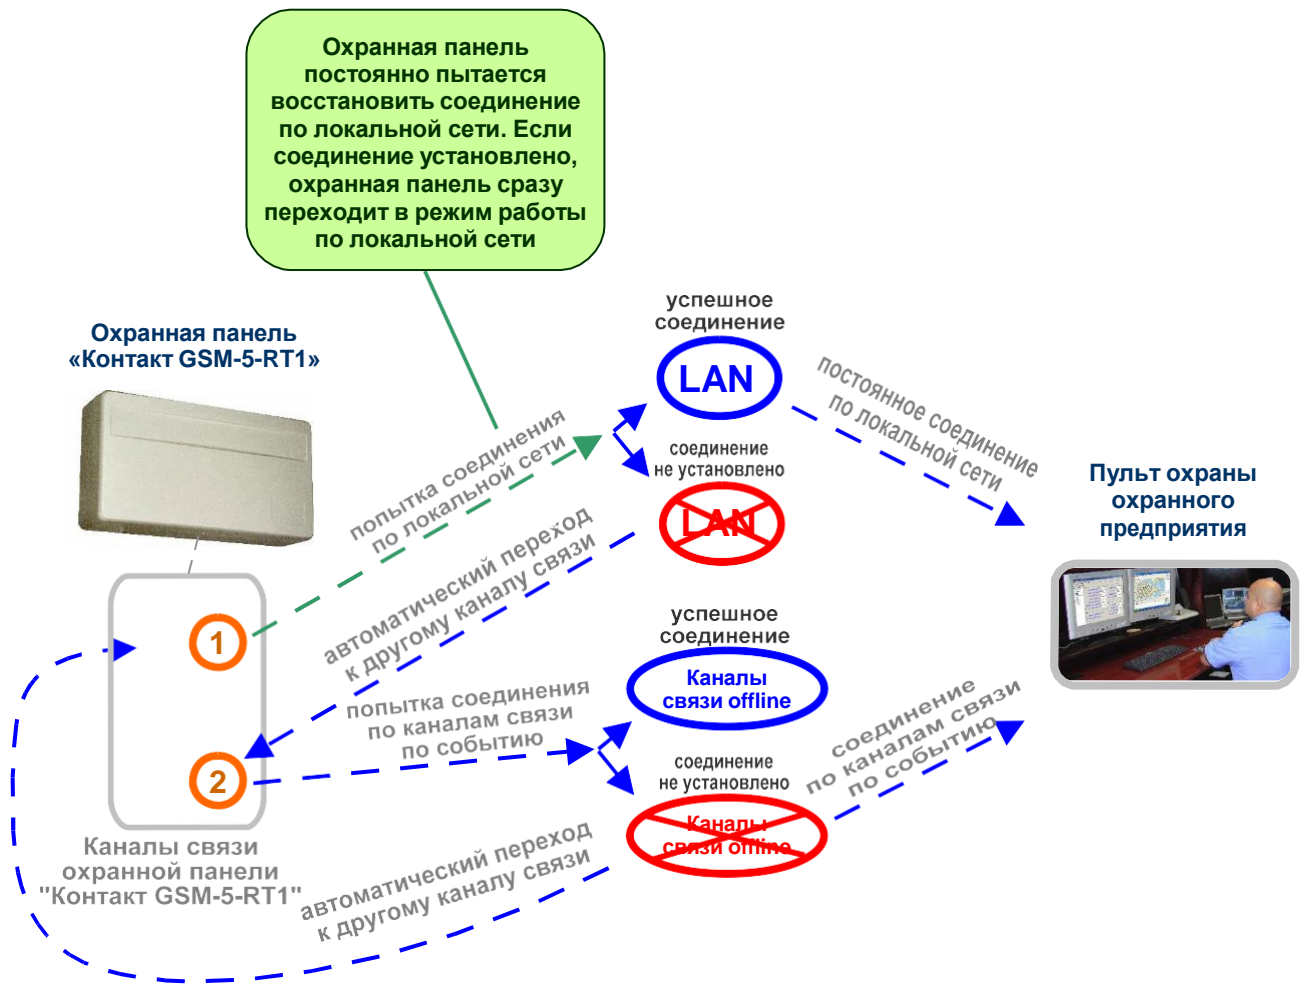 Охранная панель
постоянно пытается
восстановить соединение
по локальной сети. Если
соединение установлено,
охранная панель сразу
переходит в режим работы
по локальной сети
Охранная панель
«Контакт GSM-5-RT1»
успешное
соединение
LAN
постоянное соединение
по локальной сети
попытка соединения
по локальной сети
соединение
не установлено
LAN
Пульт охраны
охранного
предприятия
автоматический переход
к другому каналу связи
1
успешное
соединение
Каналы
связи offline
попытка соединения
по каналам связи
по событию
2
соединение
по каналам связи
по событию
соединение
не установлено
Каналы
связи offline
Каналы связи
охранной панели
"Контакт GSM-5-RT1"
автоматический переход
к другому каналу связи